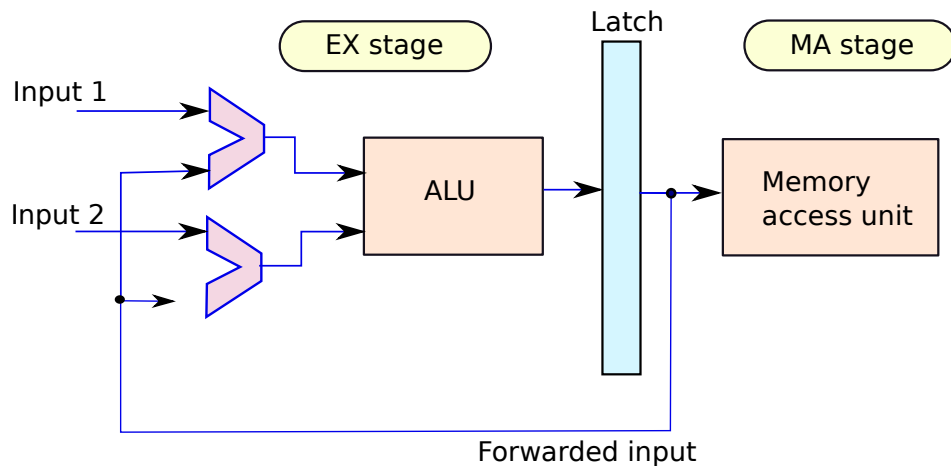 Latch
EX stage
MA stage
Input 1
ALU
Memory
access unit
Input 2
Forwarded input